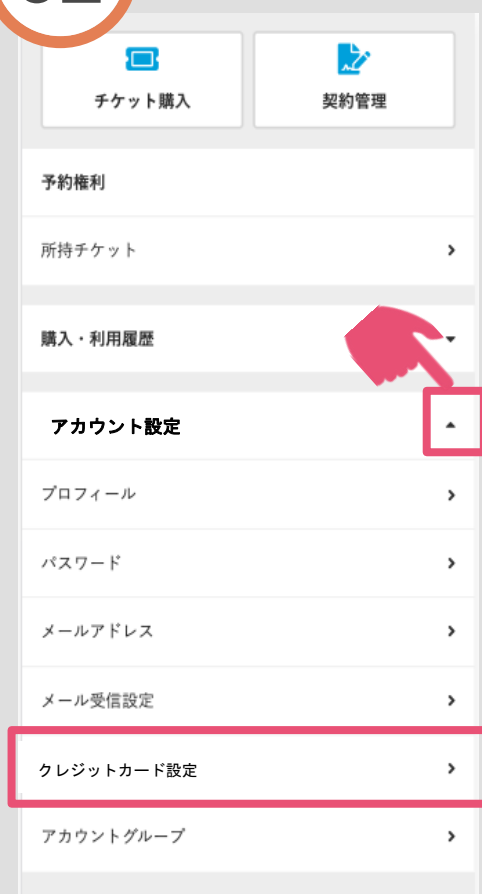 チケット購入
契約管理
予約権利
所持チケット
購入・利用履歴
アカウント設定
プロフィール
パスワード
メールアドレス
メール受信設定
クレジットカード設定
アカウントグループ